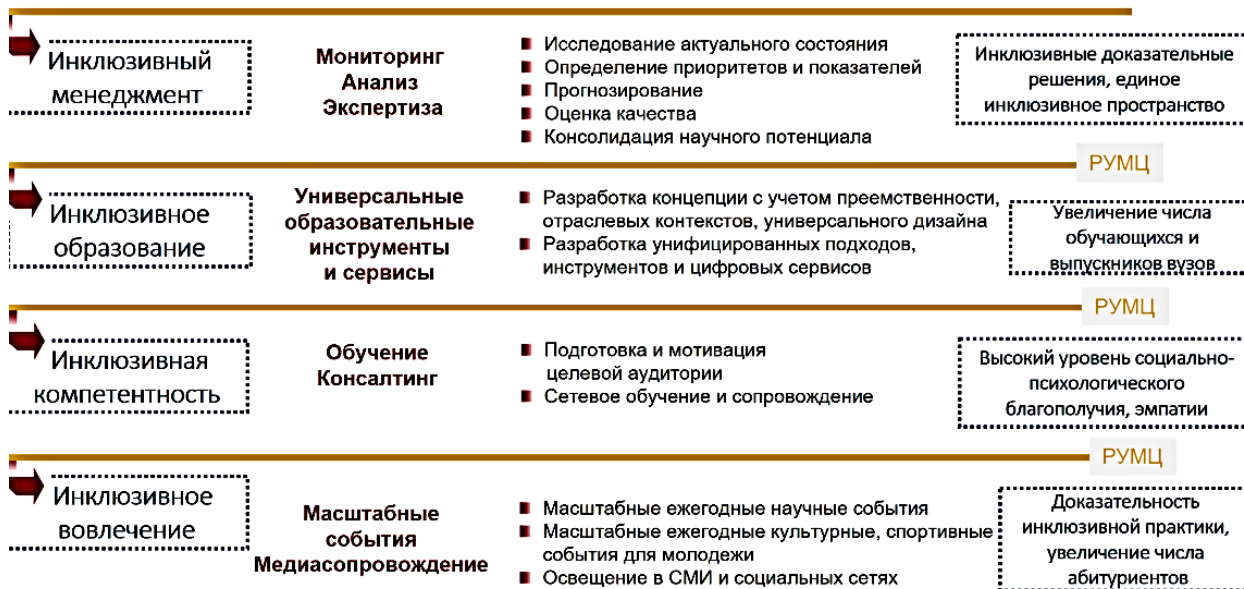 Инклюзивный
менеджмент
Мониторинг
Анализ
Экспертиза
Исследование актуального состояния
Определение приоритетов и показателей
Прогнозирование
Оценка качества
Консолидация научного потенциала
Инклюзивные доказательные
решения, единое
инклюзивное пространство
РУМЦ
Инклюзивное
образование
Универсальные
образовательные
инструменты
и сервисы
Разработка концепции с учетом преемственности,
отраслевых контекстов, универсального дизайна
Разработка унифицированных подходов,
инструментов и цифровых сервисов
Увеличение числа
обучающихся и
выпускников вузов
РУМЦ
Инклюзивная
компетентность
Обучение
Консалтинг
Подготовка и мотивация
целевой аудитории
Сетевое обучение и сопровождение
Высокий уровень социально-
психологического
благополучия, эмпатии
РУМЦ
Инклюзивное
вовлечение
Масштабные
события
Медиасопровождение
Масштабные ежегодные научные события
Масштабные ежегодные культурные, спортивные
события для молодежи
Освещение в СМИ и социальных сетях
Доказательность
инклюзивной практики,
увеличение числа
абитуриентов